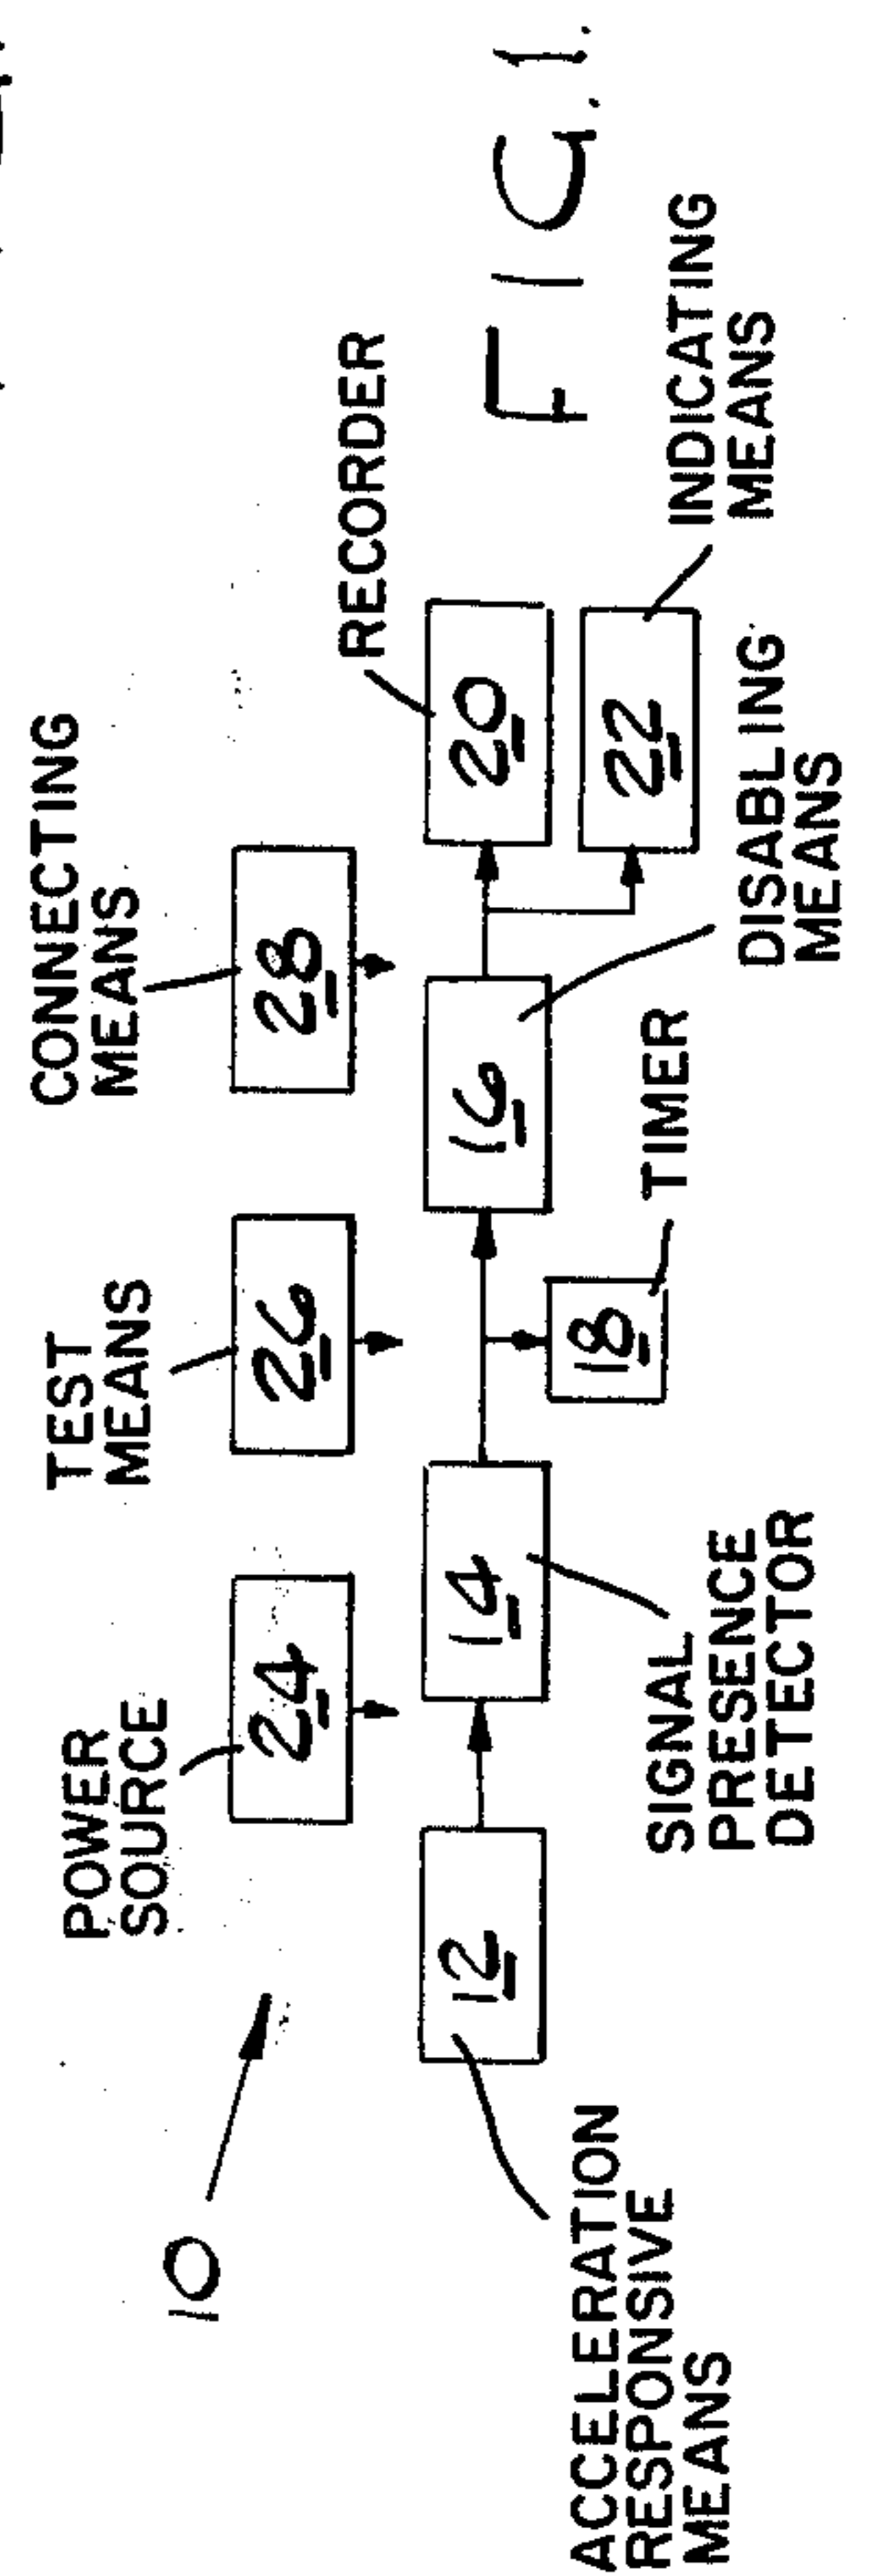 10
POWER
SOURCE
24
TEST
MEANS
26
CONNECTING
MEANS
28
ACCELERATION
RESPONSIVE
MEANS
12
SIGNAL
PRESENCE
DETECTOR
14
18
TIMER
16
DISABLING
MEANS
RECORDER
20
22
INDICATING
MEANS
FIG. 1.